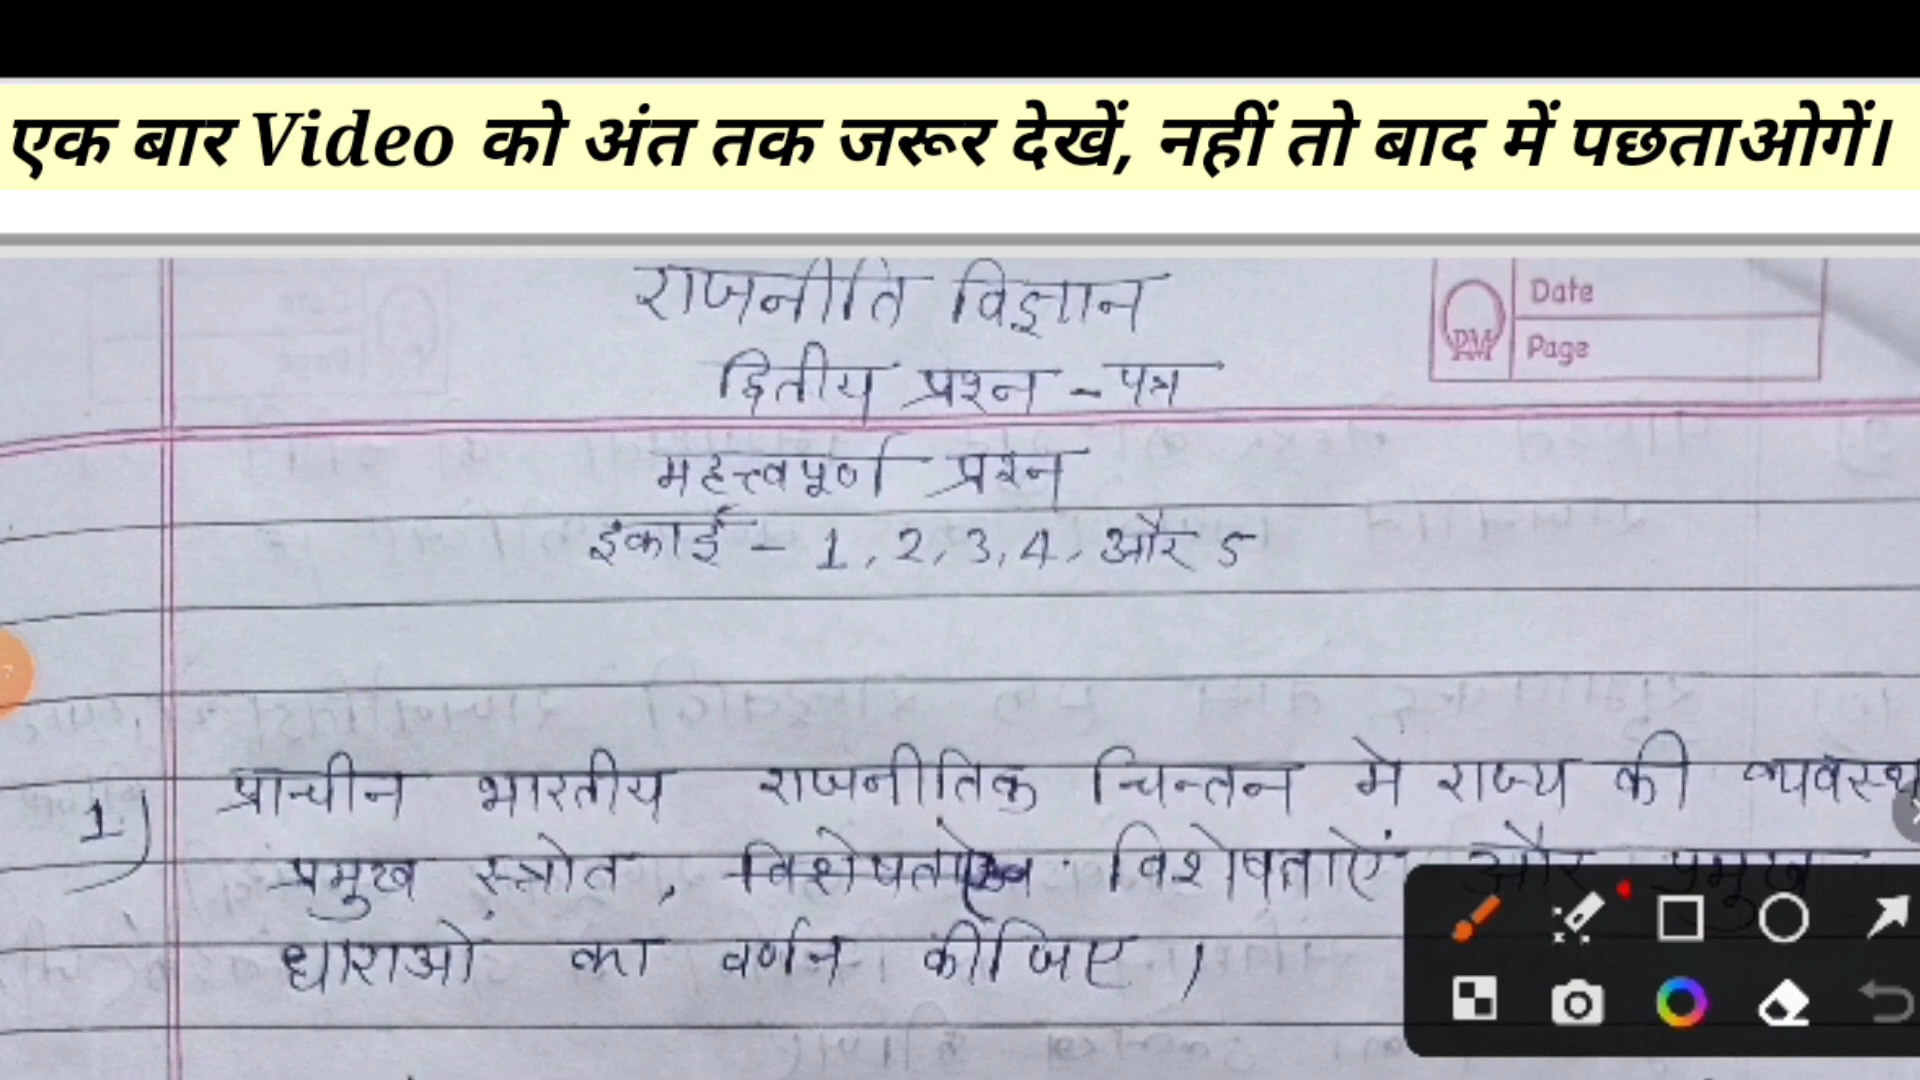 एक बार Video को अंत तक जरूर देखें, नहीं तो बाद में पछताओगें।
राजनीति विज्ञान
Date
द्वितीय प्रश्न - पत्र
Page
PM
महत्त्वपूर्ण प्रश्न
इकाई - 1, 2, 3, 4, और 5
1) प्राचीन भारतीय राजनीतिक चिन्तन मे राज्य की
प्रमुख स्त्रोत, विशेषताऐं और प्रमुख
धाराओं का वर्णन कीजिए।